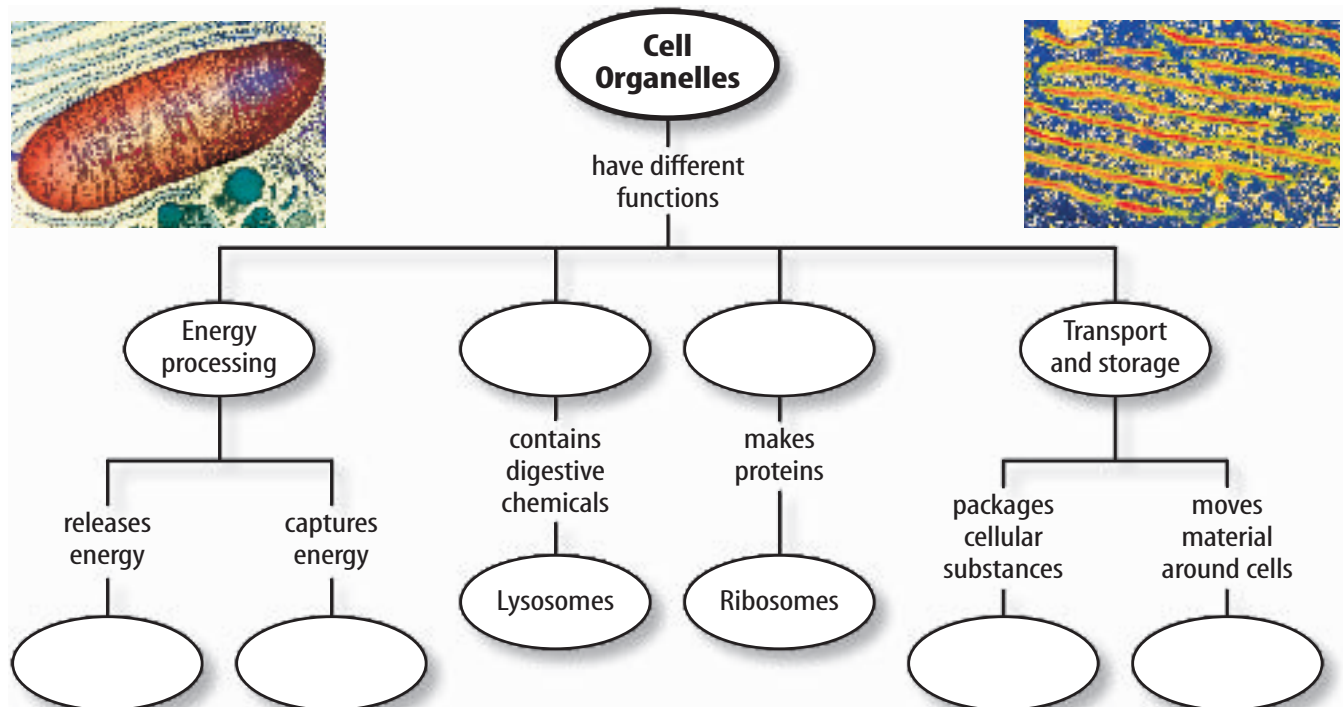 Cell
Organelles
have different
functions
Energy
processing
Transport
and storage
contains
digestive
chemicals
makes
proteins
releases
energy
captures
energy
packages
cellular
substances
moves
material
around cells
Lysosomes
Ribosomes